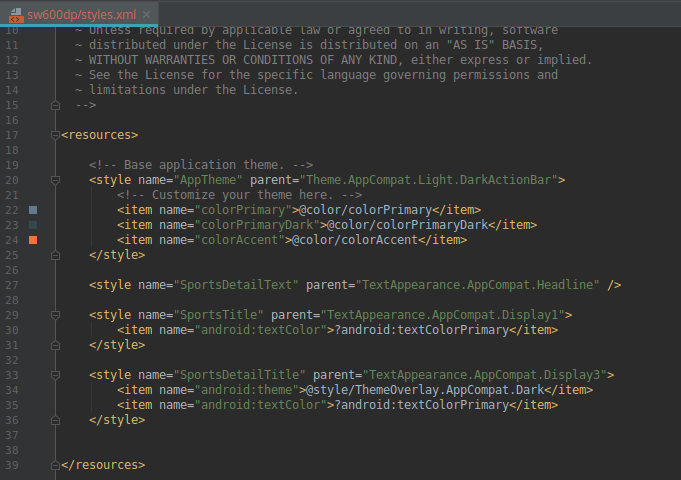 sw600dp/styles.xml
10 ~ Unless required by applicable law or agreed to in writing, software
11 ~ distributed under the License is distributed on an "AS IS" BASIS,
12 ~ WITHOUT WARRANTIES OR CONDITIONS OF ANY KIND, either express or implied.
13 ~ See the License for the specific language governing permissions and
14 ~ limitations under the License.
15 -->
16
17 <resources>
18
19 <!-- Base application theme. -->
20 <style name="AppTheme" parent="Theme.AppCompat.Light.DarkActionBar">
21 <!-- Customize your theme here. -->
22 <item name="colorPrimary">@color/colorPrimary</item>
23 <item name="colorPrimaryDark">@color/colorPrimaryDark</item>
24 <item name="colorAccent">@color/colorAccent</item>
25 </style>
26
27 <style name="SportsDetailText" parent="TextAppearance.AppCompat.Headline" />
28
29 <style name="SportsTitle" parent="TextAppearance.AppCompat.Display1">
30 <item name="android:textColor">?android:textColorPrimary</item>
31 </style>
32
33 <style name="SportsDetailTitle" parent="TextAppearance.AppCompat.Display3">
34 <item name="android:theme">@style/ThemeOverlay.AppCompat.Dark</item>
35 <item name="android:textColor">?android:textColorPrimary</item>
36 </style>
37
38
39 </resources>